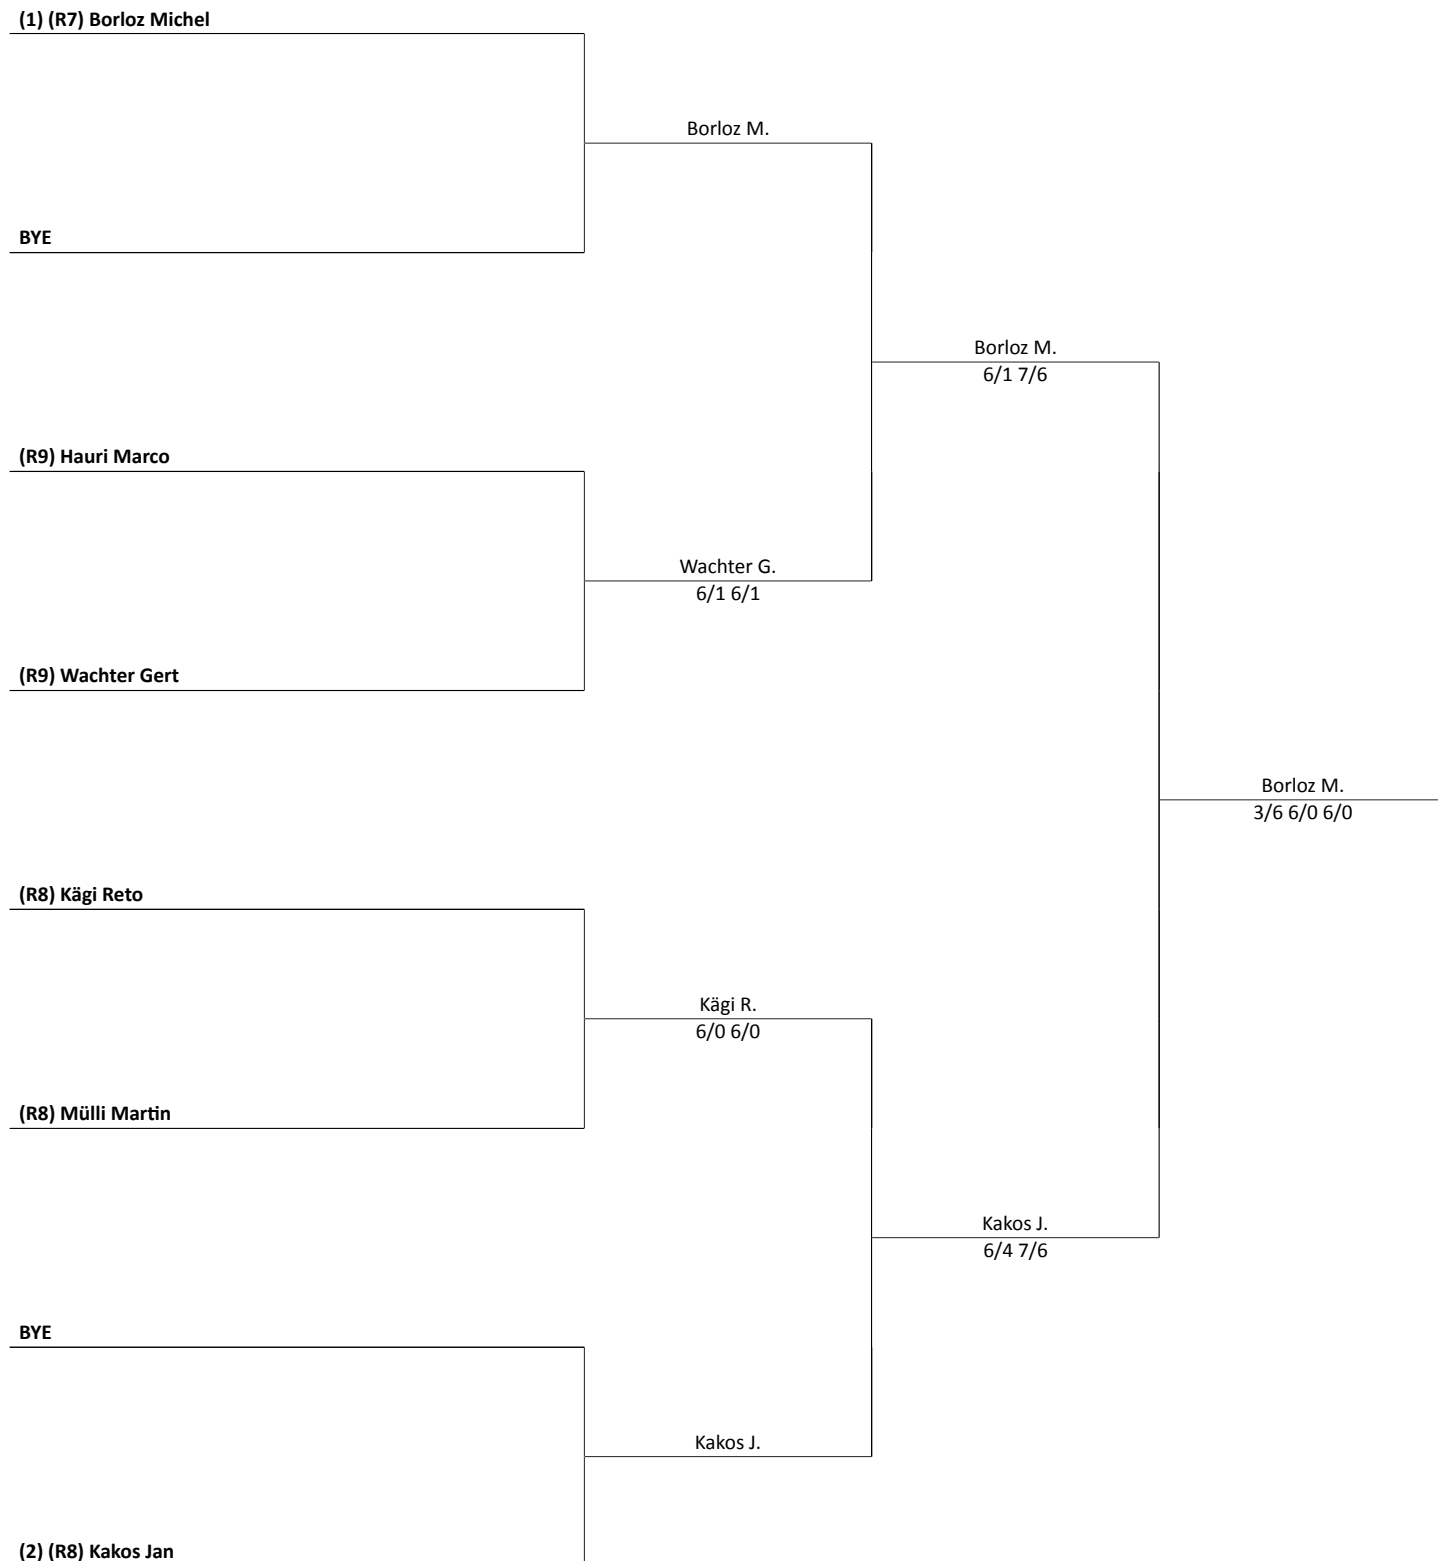 (1) (R7) Borloz Michel
Borloz M.
BYE
Borloz M.
6/1 7/6
(R9) Hauri Marco
Wachter G.
6/1 6/1
(R9) Wachter Gert
Borloz M.
3/6 6/0 6/0
(R8) Kägi Reto
Kägi R.
6/0 6/0
(R8) Mülli Martin
Kakos J.
6/4 7/6
BYE
Kakos J.
(2) (R8) Kakos Jan